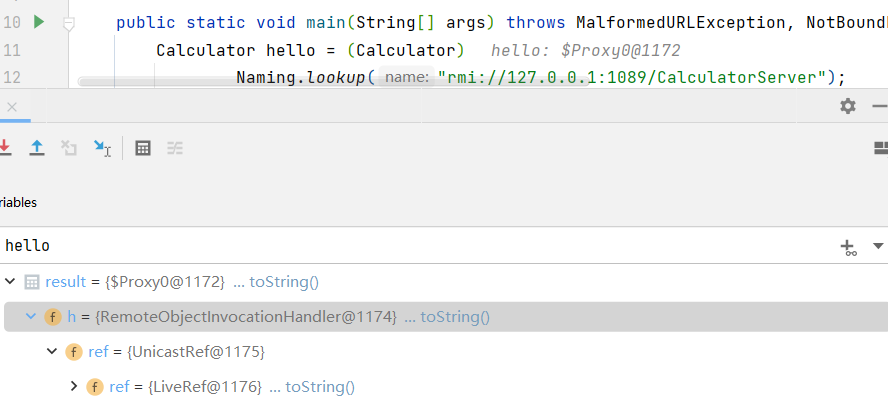 10 public static void main(String[] args) throws MalformedURLException, NotBound
11 Calculator hello = (Calculator) hello: $Proxy0@1172
12 Naming.lookup( name: "rmi://127.0.0.1:1089/CalculatorServer");
riables
hello
result = {$Proxy0@1172} ... toString()
f h = {RemoteObjectInvocationHandler@1174} ... toString()
f ref = {UnicastRef@1175}
f ref = {LiveRef@1176} ... toString()